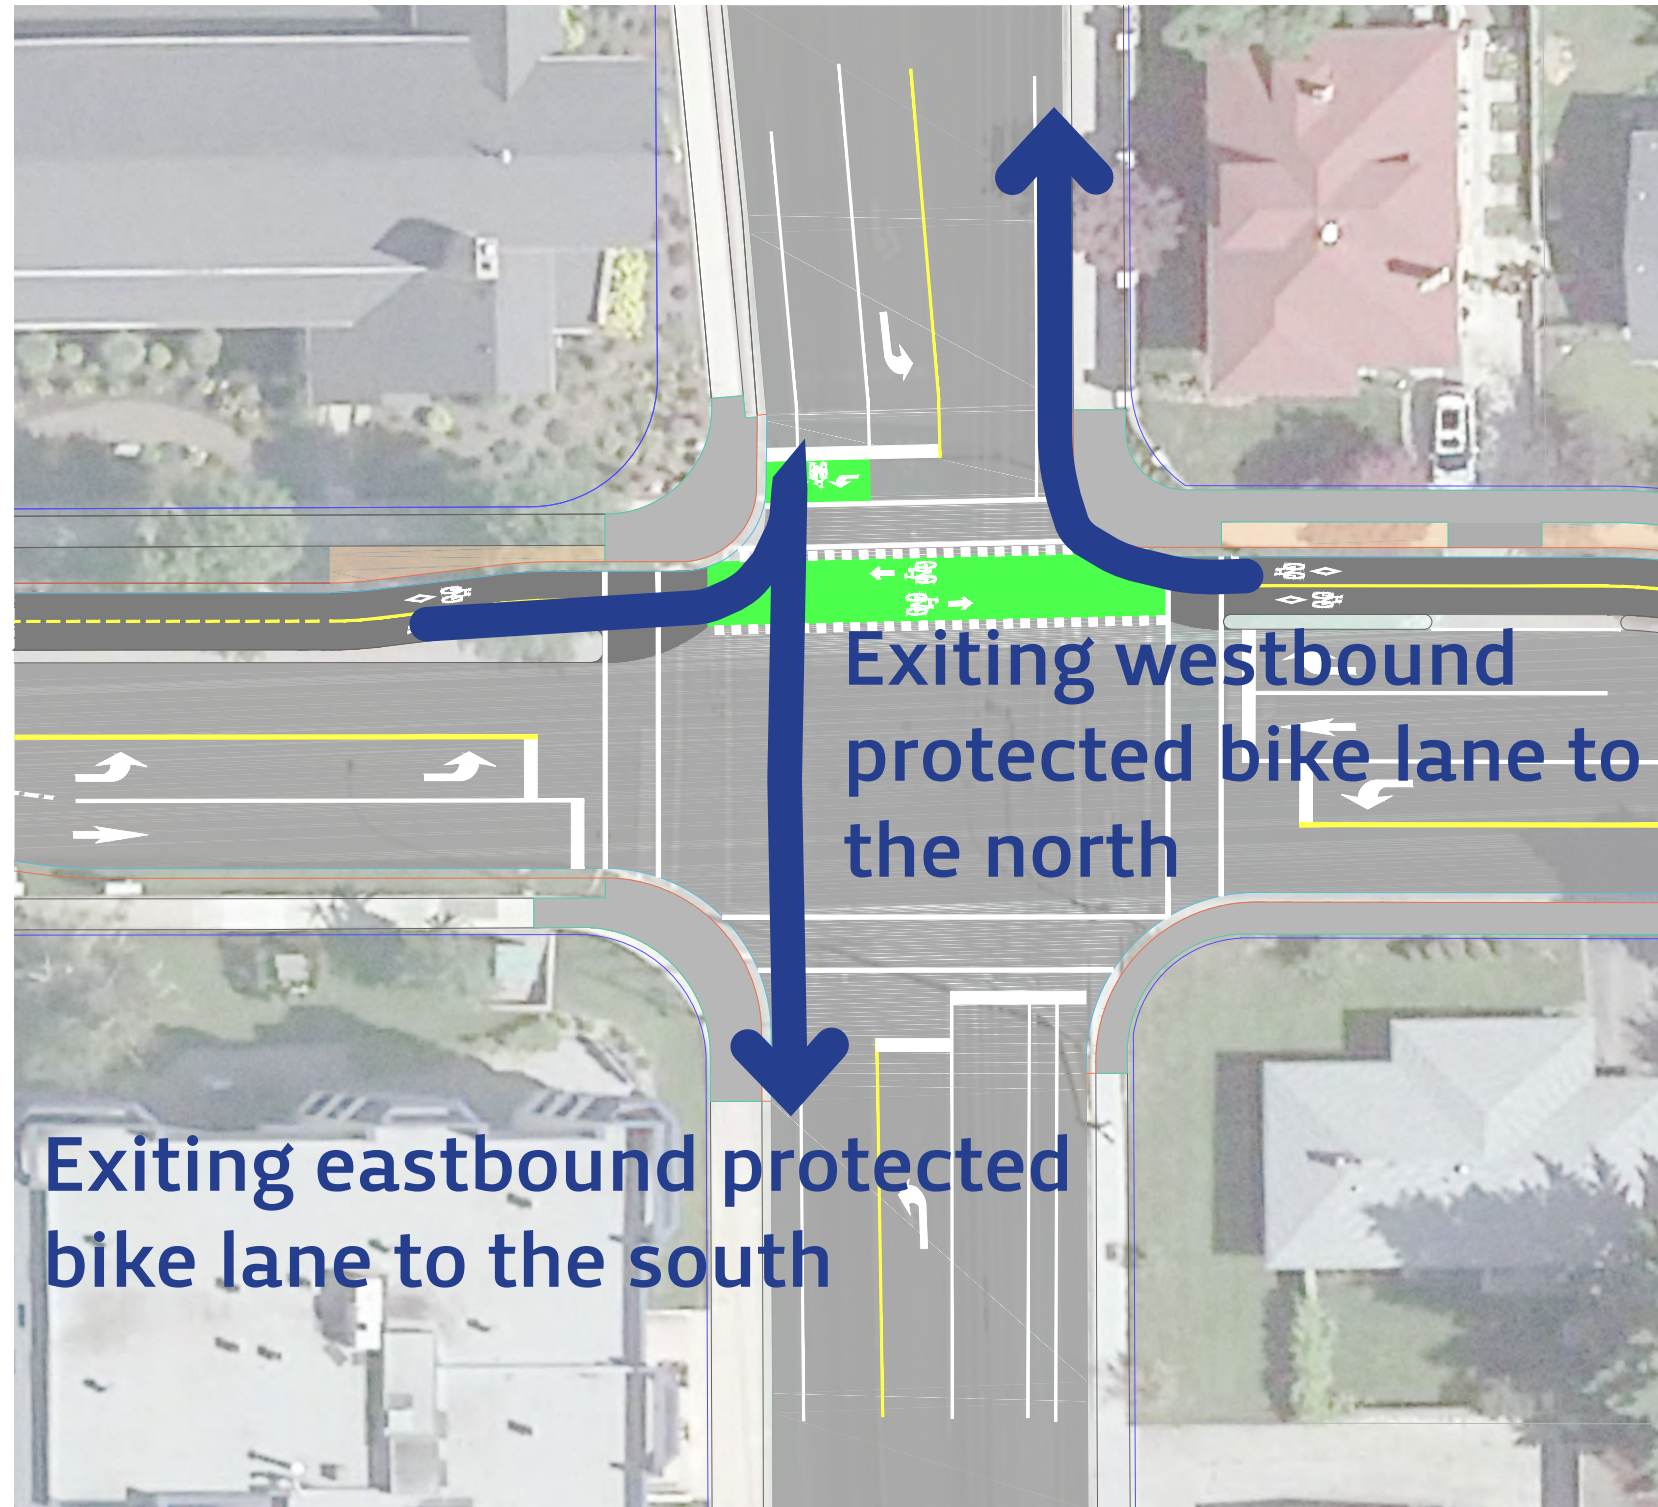 Exiting westbound
protected bike lane to
the north
Exiting eastbound protected
bike lane to the south